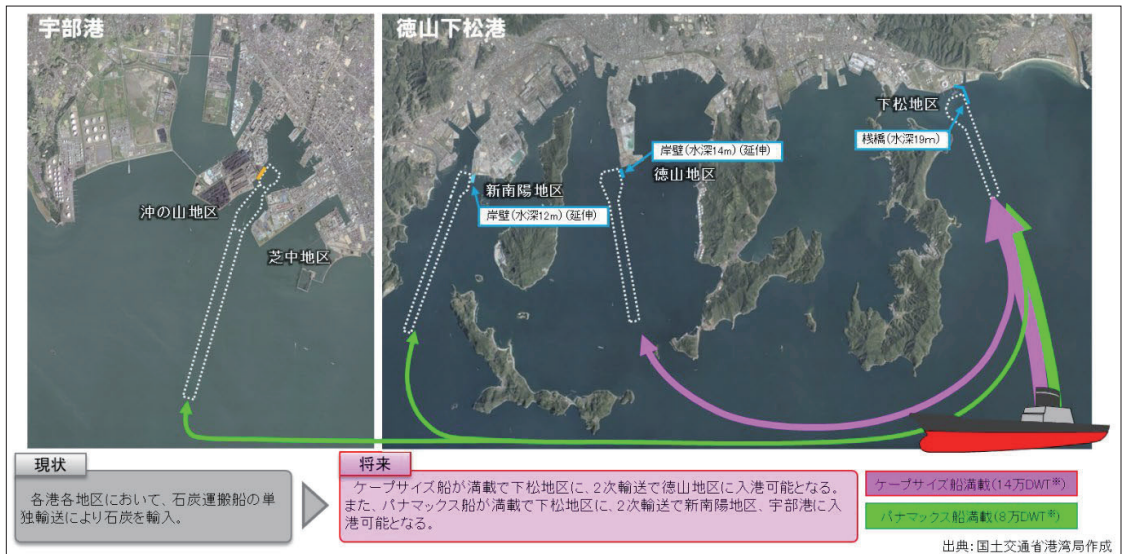 宇部港
徳山下松港
下松地区
桟橋(水深19m)
岸壁(水深14m)(延伸)
徳山地区
新南陽地区
岸壁(水深12m)(延伸)
沖の山地区
芝中地区
現状
各港各地区において、石炭運搬船の単
独輸送により石炭を輸入。
将来
ケープサイズ船が満載で下松地区に、2次輸送で徳山地区に入港可能となる。
また、パナマックス船が満載で下松地区に、2次輸送で新南陽地区、宇部港に入
港可能となる。
ケープサイズ船満載(14万DWT※)
パナマックス船満載(8万DWT※)
出典:国土交通省港湾局作成